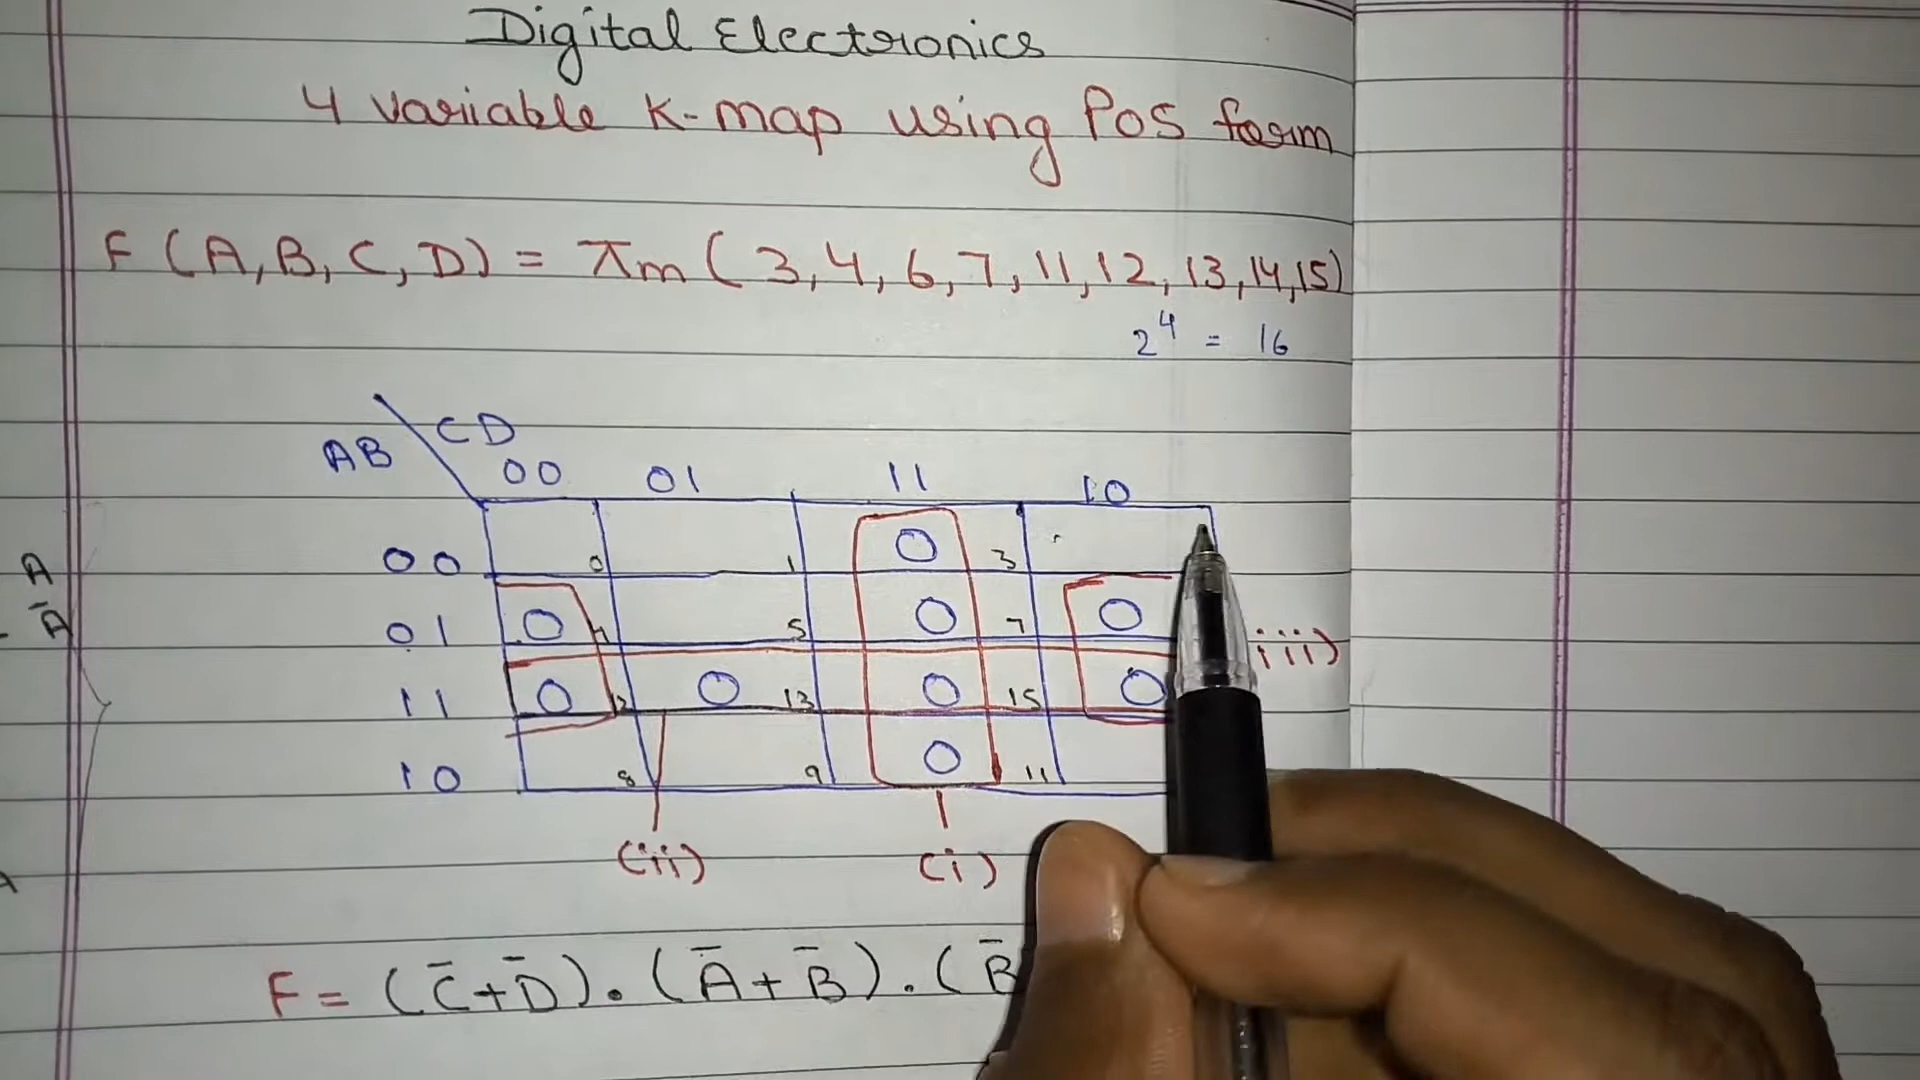 Digital Electronics
4 variable K-map using PoS form
F (A,B,C,D) = πm ( 3,4,6,7,11,12,13,14,15)
2⁴ = 16
CD
AB
00 01 11 10
00 0 1 0 3
A
Ā
01 0 4 5 0 7 0
iii)
11 0 12 0 13 0 15 0
10 8 9 0 11
(ii) (i)
F = (C̄+D̄).(Ā+B̄).(B̄